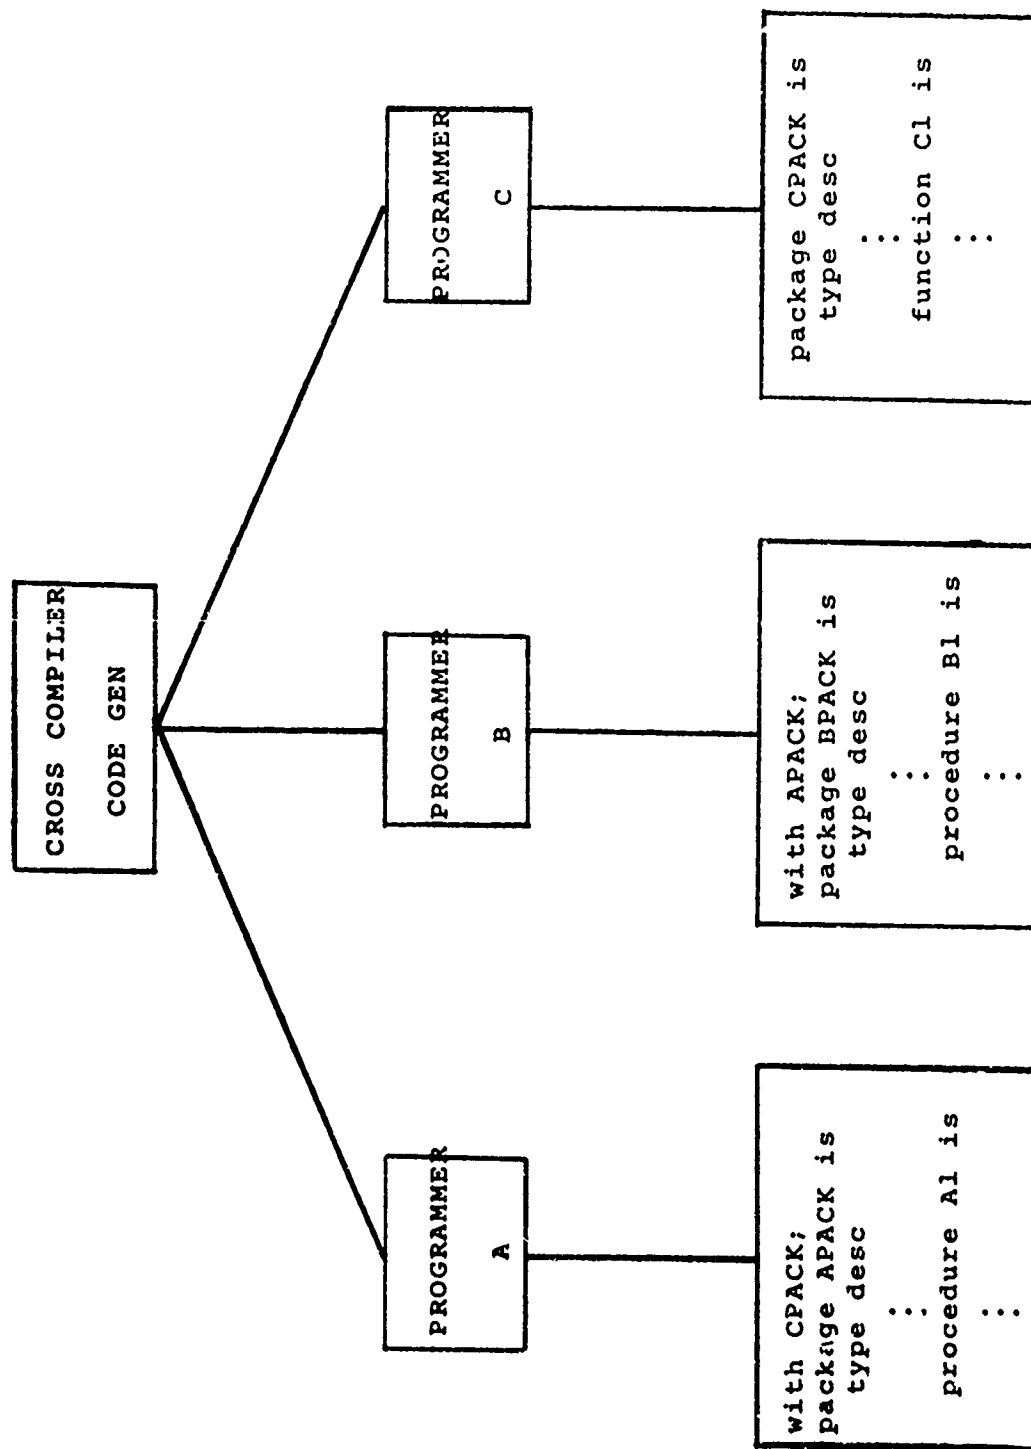 CROSS COMPILER
CODE GEN
PROGRAMMER
A
PROGRAMMER
B
PROGRAMMER
C
with CPACK;
package APACK is
type desc
...
procedure A1 is
...
with APACK;
package BPACK is
type desc
...
procedure B1 is
...
package CPACK is
type desc
...
function C1 is
...